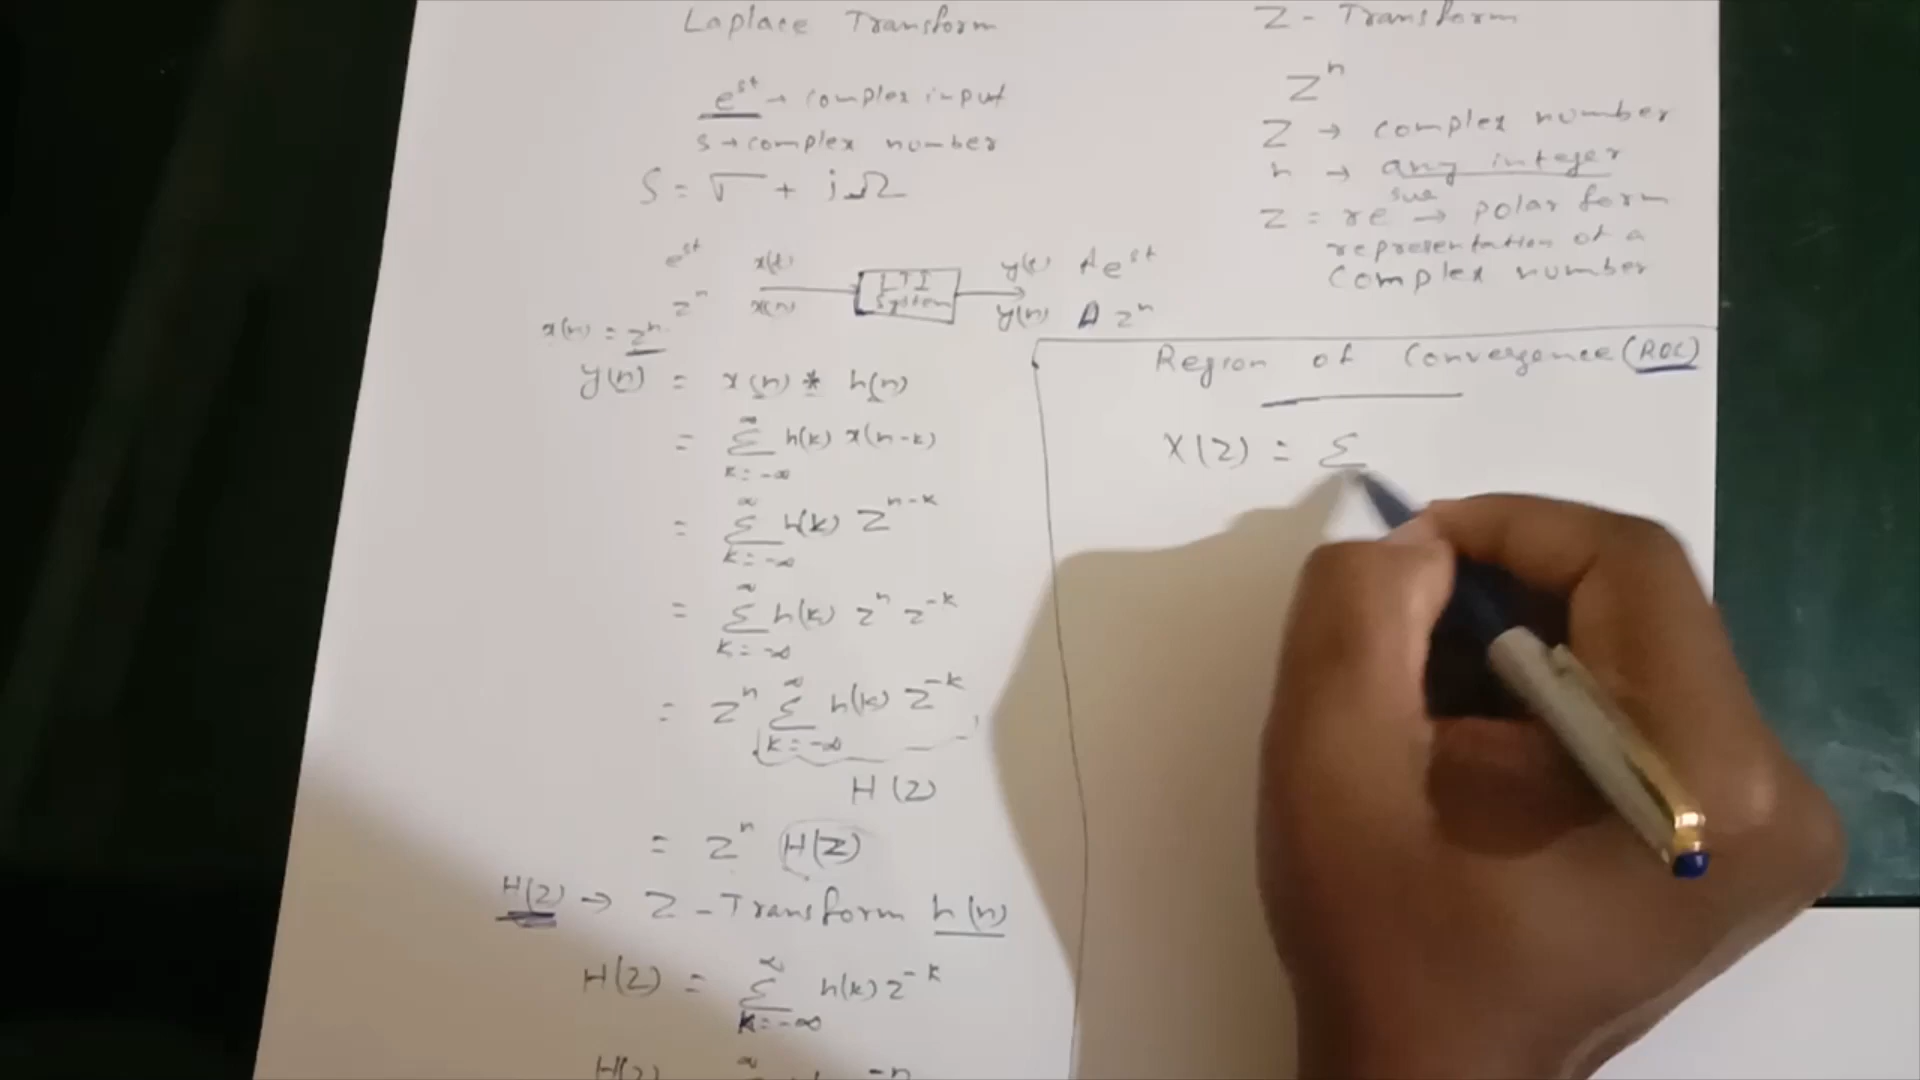 Laplace Transform
e^st → complex input
s → complex number
S = σ + jΩ
Z - Transform
Z^n
Z → complex number
n → any integer
Z = re^jω → polar form
representation of a
complex number
e^st x(t) y(t) A e^st
LTI
System
z^n x(n) y(n) A z^n
x(n) = z^n
y(n) = x(n) * h(n)
= Σ_{k=-∞}^{∞} h(k) x(n-k)
= Σ_{k=-∞}^{∞} h(k) Z^{n-k}
= Σ_{k=-∞}^{∞} h(k) z^n z^-k
= Z^n Σ_{k=-∞}^{∞} h(k) Z^-k
H(Z)
= Z^n H(Z)
H(Z) → Z - Transform h(n)
H(Z) = Σ_{k=-∞}^{∞} h(k) z^-k
Region of Convergence (ROC)
X(Z) = Σ